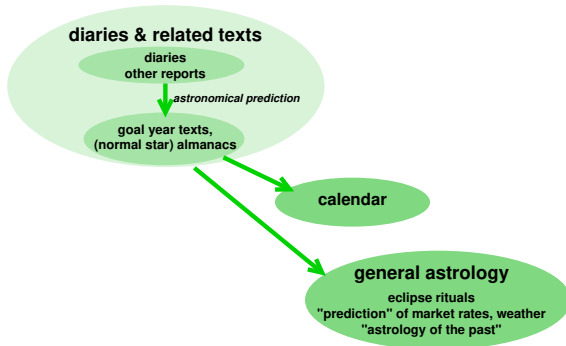 diaries & related texts
diaries
other reports
astronomical prediction
goal year texts,
(normal star) almanacs
calendar
general astrology
eclipse rituals
"prediction" of market rates, weather
"astrology of the past"